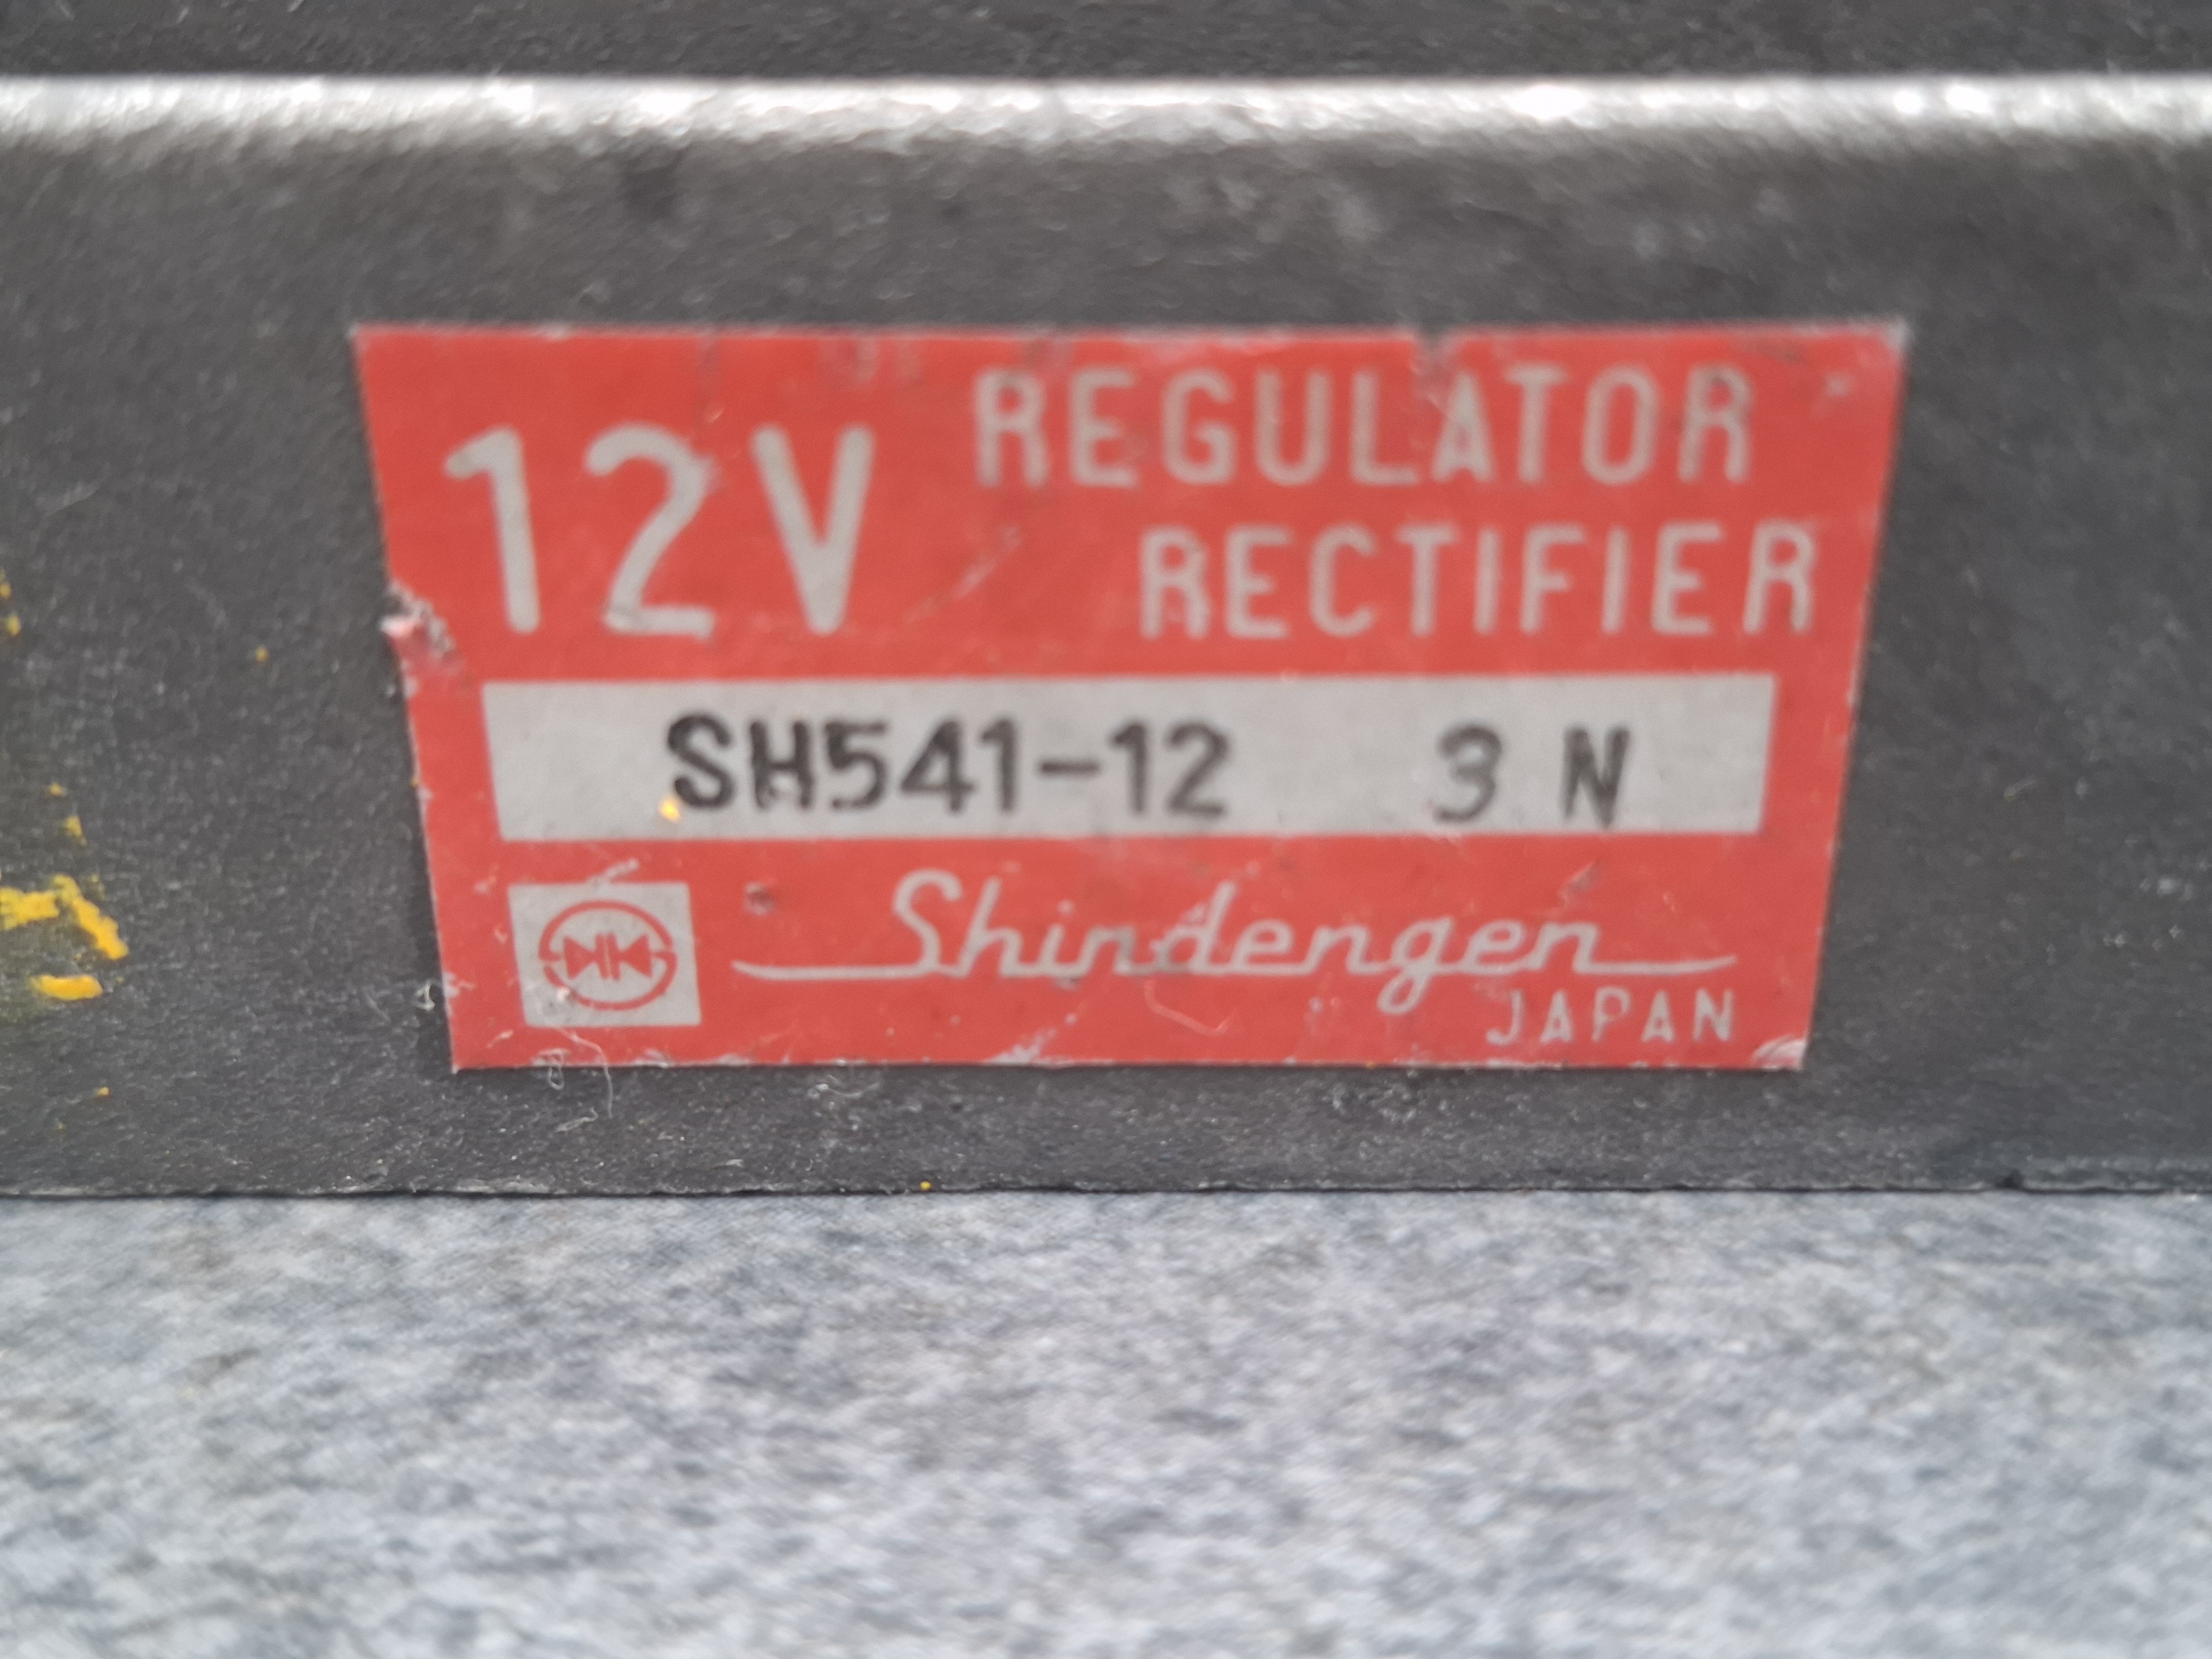 12V REGULATOR
RECTIFIER
SH541-12 3 N
Shindengen
JAPAN